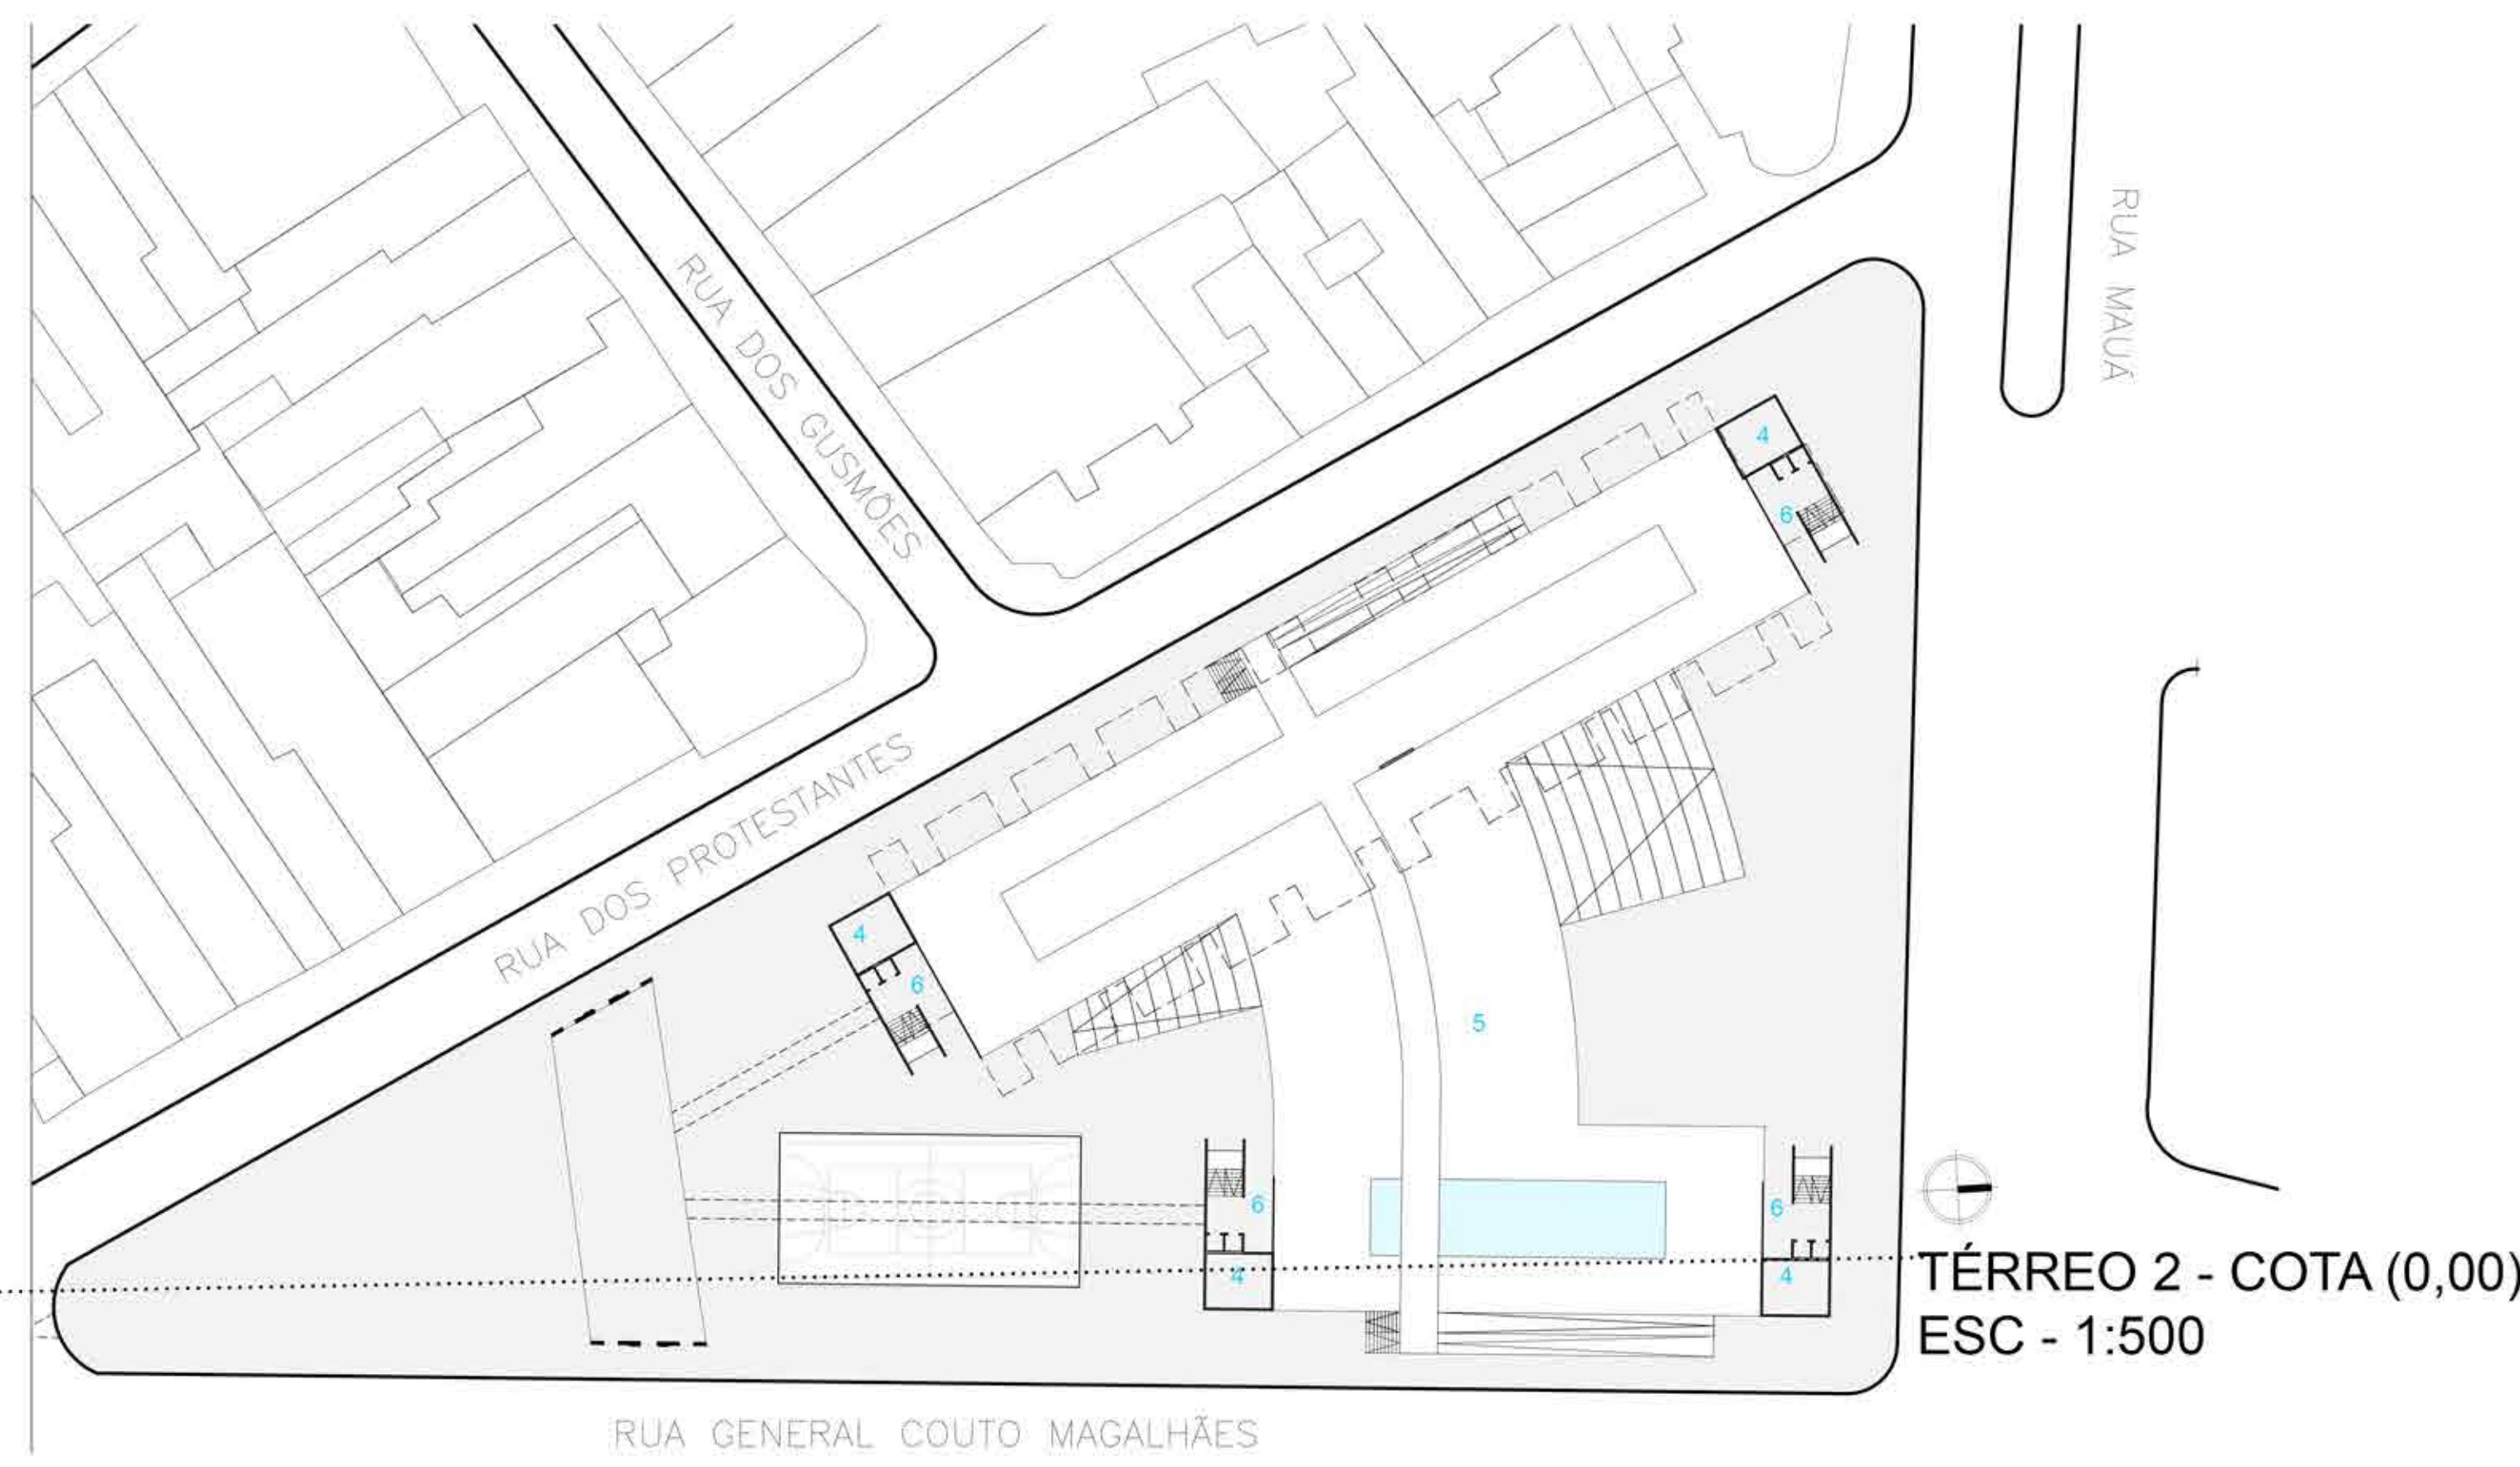 RUA MAUÁ
RUA DOS GUSMÕES
4
6
RUA DOS PROTESTANTES
4
6
5
6
6
4
4
TÉRREO 2 - COTA (0,00)
ESC - 1:500
RUA GENERAL COUTO MAGALHÃES